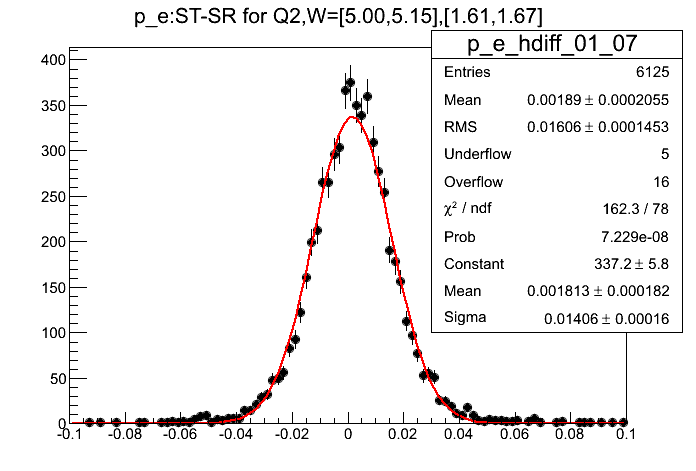 p_e:ST-SR for Q2,W=[5.00,5.15],[1.61,1.67]
p_e_hdiff_01_07
Entries 6125
Mean 0.00189 ± 0.0002055
RMS 0.01606 ± 0.0001453
Underflow 5
Overflow 16
χ² / ndf 162.3 / 78
Prob 7.229e-08
Constant 337.2 ± 5.8
Mean 0.001813 ± 0.000182
Sigma 0.01406 ± 0.00016
400
350
300
250
200
150
100
50
0
-0.1 -0.08 -0.06 -0.04 -0.02 0 0.02 0.04 0.06 0.08 0.1